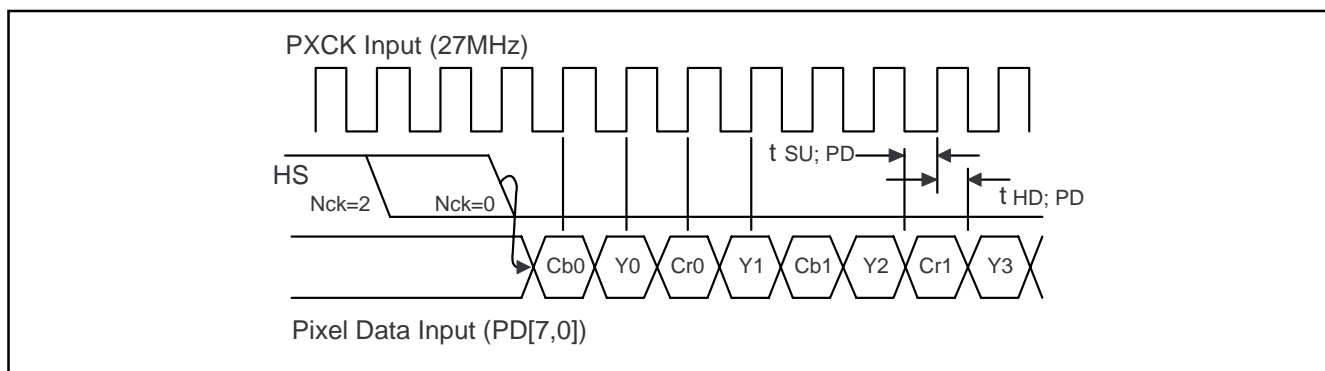 PXCK Input (27MHz)
t SU; PD
HS
t HD; PD
Nck=2 Nck=0
Cb0 Y0 Cr0 Y1 Cb1 Y2 Cr1 Y3
Pixel Data Input (PD[7,0])